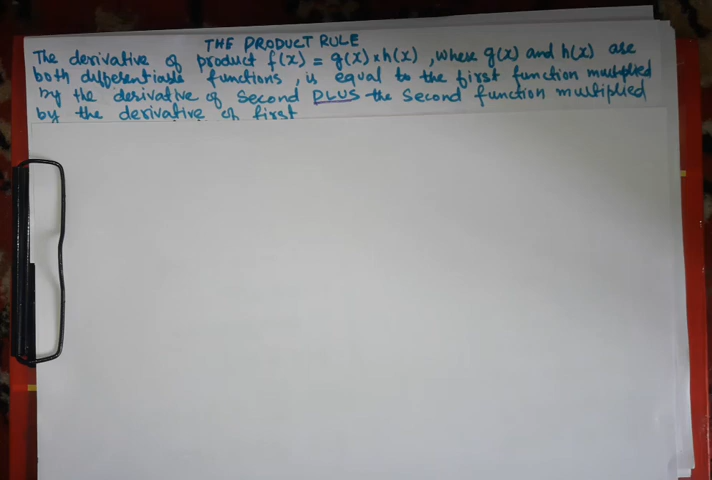 THE PRODUCT RULE
The derivative of product f(x) = g(x) x h(x), where g(x) and h(x) are
both differentiable functions, is equal to the first function multiplied
by the derivative of Second PLUS the Second function multiplied
by the derivative of first